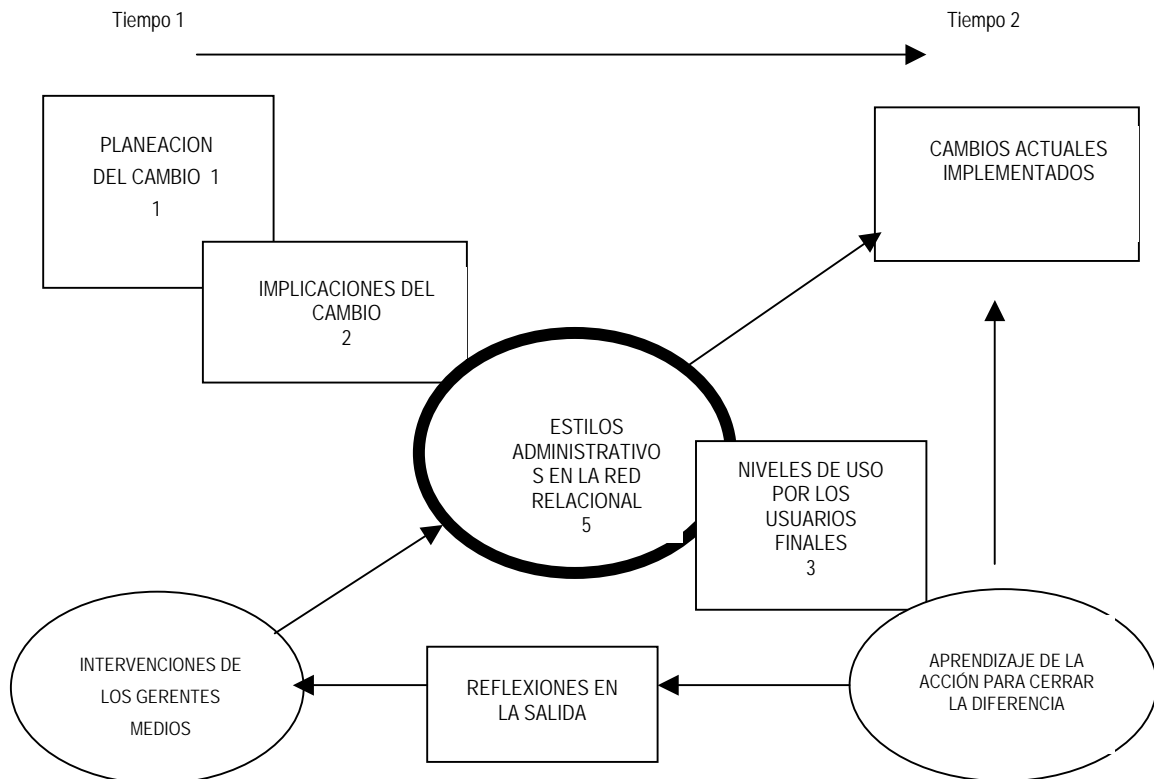 Tiempo 1
Tiempo 2
PLANEACION
DEL CAMBIO 1
1
CAMBIOS ACTUALES
IMPLEMENTADOS
IMPLICACIONES DEL
CAMBIO
2
ESTILOS
ADMINISTRATIVO
S EN LA RED
RELACIONAL
5
NIVELES DE USO
POR LOS
USUARIOS
FINALES
3
INTERVENCIONES DE
LOS GERENTES
MEDIOS
REFLEXIONES EN
LA SALIDA
APRENDIZAJE DE LA
ACCIÓN PARA CERRAR
LA DIFERENCIA